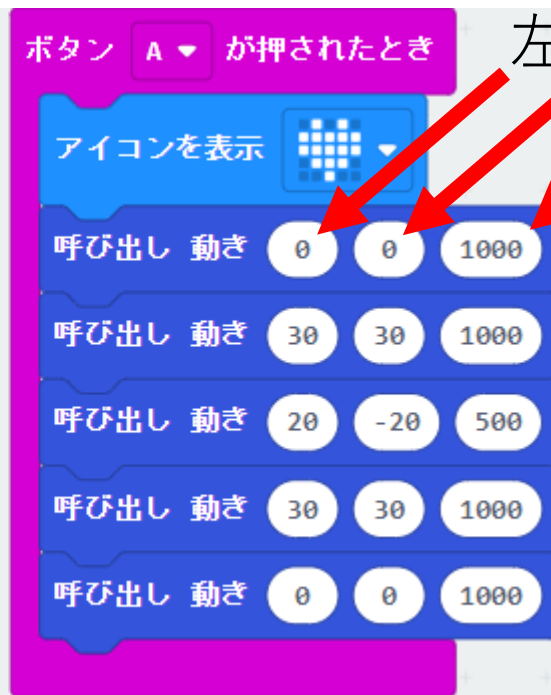 左
ボタン A が押されたとき
アイコンを表示
呼び出し 動き 0 0 1000
呼び出し 動き 30 30 1000
呼び出し 動き 20 -20 500
呼び出し 動き 30 30 1000
呼び出し 動き 0 0 1000